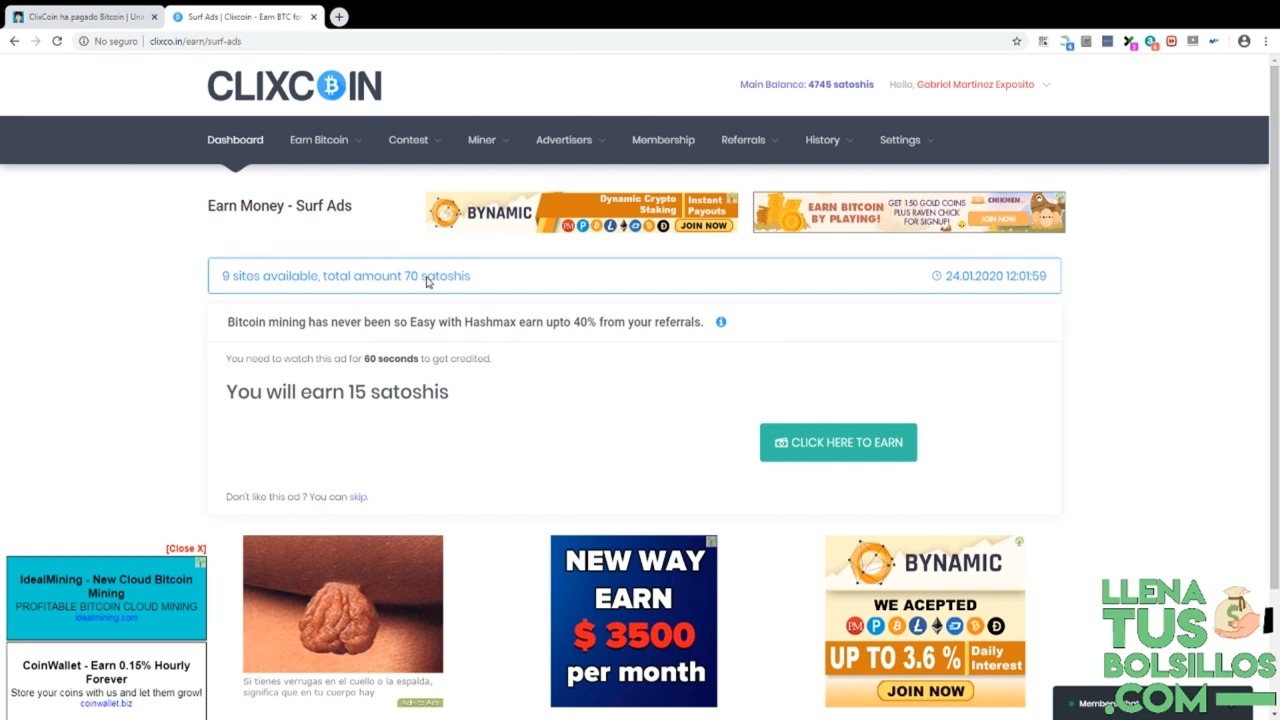 ClixCoin ha pagado Bitcoin | Una
Surf Ads | Clixcoin - Earn BTC for
No seguro | clixco.in/earn/surf-ads
CLIXCOIN
Main Balance: 4745 satoshis
Hello, Gabriel Martinez Exposito
Dashboard
Earn Bitcoin
Contest
Miner
Advertisers
Membership
Referrals
History
Settings
Earn Money - Surf Ads
BYNAMIC
Dynamic Crypto
Staking
Instant
Payouts
JOIN NOW
EARN BITCOIN
BY PLAYING!
GET 150 GOLD COINS
PLUS RAVEN CHICK
FOR SIGNUP!
CHIKHEN
JOIN NOW
9 sites available, total amount 70 satoshis
24.01.2020 12:01:59
Bitcoin mining has never been so Easy with Hashmax earn upto 40% from your referrals.
You need to watch this ad for 60 seconds to get credited.
You will earn 15 satoshis
CLICK HERE TO EARN
Don't like this ad ? You can skip.
[Close X]
IdealMining - New Cloud Bitcoin
Mining
PROFITABLE BITCOIN CLOUD MINING
idealmining.com
CoinWallet - Earn 0.15% Hourly
Forever
Store your coins with us and let them grow!
coinwallet.biz
Si tienes verrugas en el cuello o la espalda,
significa que en tu cuerpo hay
NEW WAY
EARN
$ 3500
per month
BYNAMIC
WE ACEPTED
UP TO 3.6 %
Daily
Interest
JOIN NOW
LLENA
TUS
BOLSILLOS
.COM